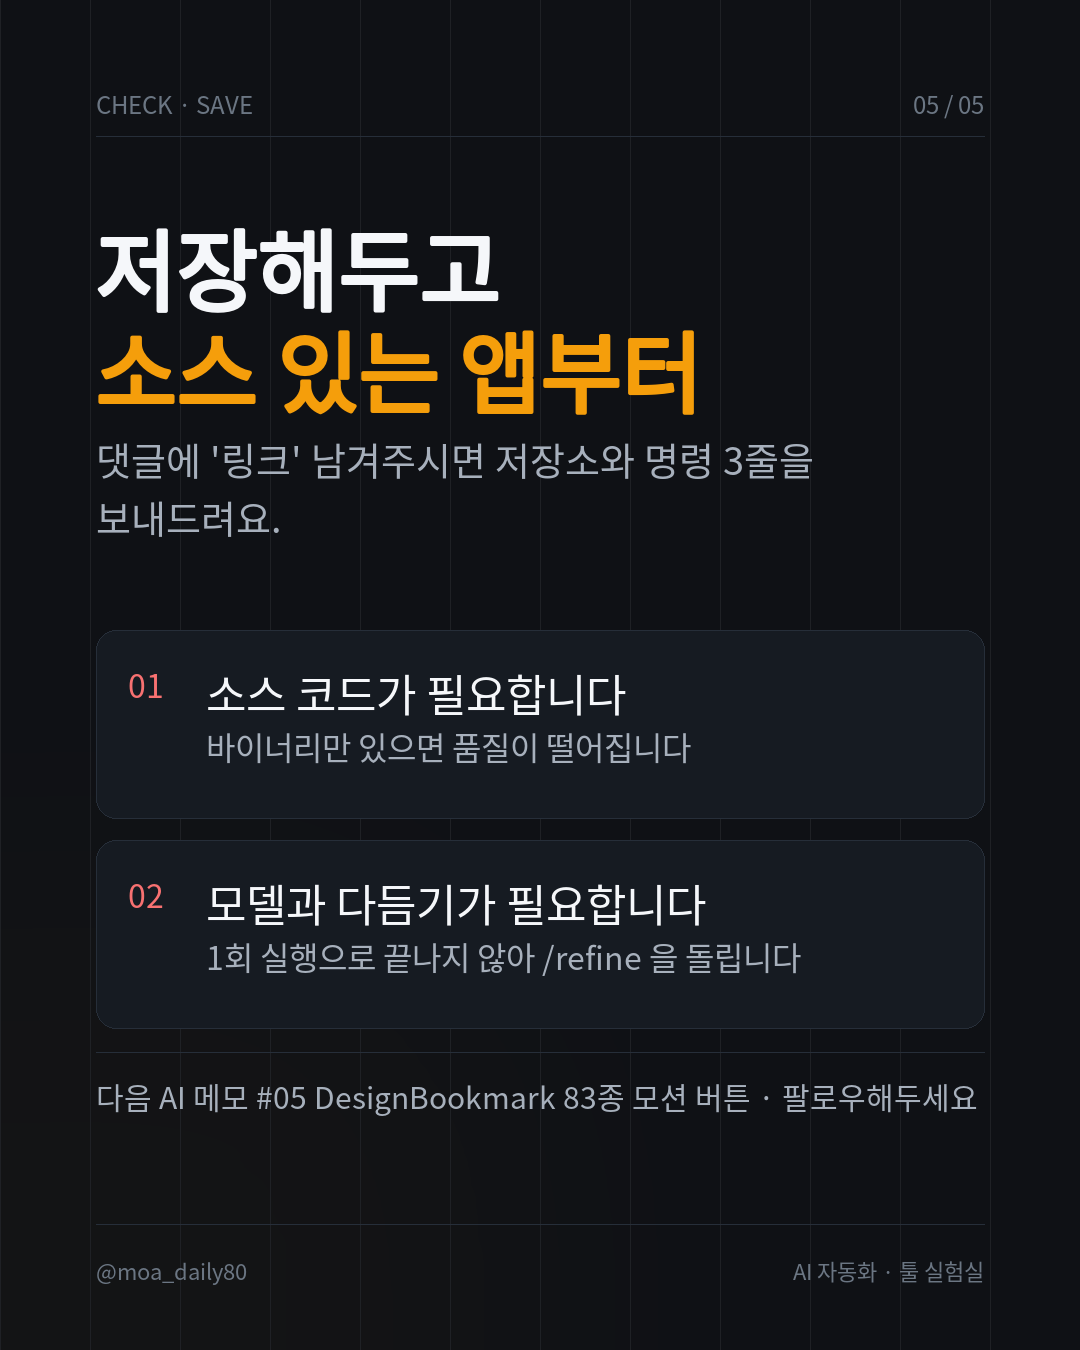 CHECK · SAVE
05 / 05
저장해두고
소스 있는 앱부터
댓글에 '링크' 남겨주시면 저장소와 명령 3줄을
보내드려요.
01
소스 코드가 필요합니다
바이너리만 있으면 품질이 떨어집니다
02
모델과 다듬기가 필요합니다
1회 실행으로 끝나지 않아 /refine 을 돌립니다
다음 AI 메모 #05 DesignBookmark 83종 모션 버튼 · 팔로우해두세요
@moa_daily80
AI 자동화 · 툴 실험실